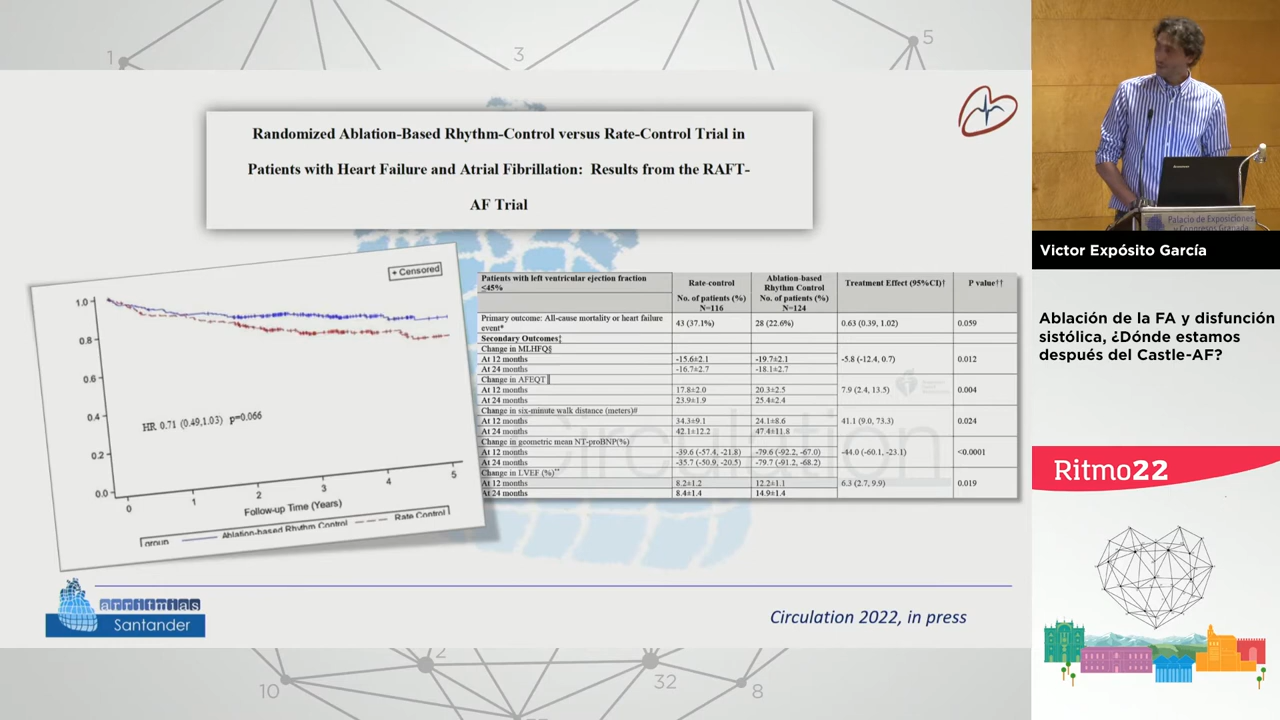 1
3
5
Randomized Ablation-Based Rhythm-Control versus Rate-Control Trial in
Patients with Heart Failure and Atrial Fibrillation: Results from the RAFT-
AF Trial
+ Censored
1.0
0.8
0.6
0.4
0.2
0.0
HR 0.71 (0.49,1.03) p=0.066
0
1
2
3
4
5
Follow-up Time (Years)
group Ablation-based Rhythm Control Rate Control
Patients with left ventricular ejection fraction
≤45%
Rate-control
No. of patients (%)
N=116
Ablation-based
Rhythm Control
No. of patients (%)
N=124
Treatment Effect (95%CI)†
P value††
Primary outcome: All-cause mortality or heart failure
event*
43 (37.1%) 28 (22.6%) 0.63 (0.39, 1.02) 0.059
Secondary Outcomes‡
Change in MLHFQ§
At 12 months -15.6±2.1 -19.7±2.1 -5.8 (-12.4, 0.7) 0.012
At 24 months -16.7±2.7 -18.1±2.7
Change in AFEQT‖
At 12 months 17.8±2.0 20.3±2.5 7.9 (2.4, 13.5) 0.004
At 24 months 23.9±1.9 25.4±2.4
Change in six-minute walk distance (meters)#
At 12 months 34.3±9.1 24.1±8.6 41.1 (9.0, 73.3) 0.024
At 24 months 42.1±12.2 47.4±11.8
Change in geometric mean NT-proBNP(%)
At 12 months -39.6 (-57.4, -21.8) -79.6 (-92.2, -67.0) -44.0 (-60.1, -23.1) <0.0001
At 24 months -35.7 (-50.9, -20.5) -79.7 (-91.2, -68.2)
Change in LVEF (%)**
At 12 months 8.2±1.2 12.2±1.1 6.3 (2.7, 9.9) 0.019
At 24 months 8.4±1.4 14.9±1.4
Circulation
arritmias
Santander
Circulation 2022, in press
10
2
32
8
Palacio de Exposiciones
y Congresos Granada
Victor Expósito García
Ablación de la FA y disfunción
sistólica, ¿Dónde estamos
después del Castle-AF?
Ritmo22